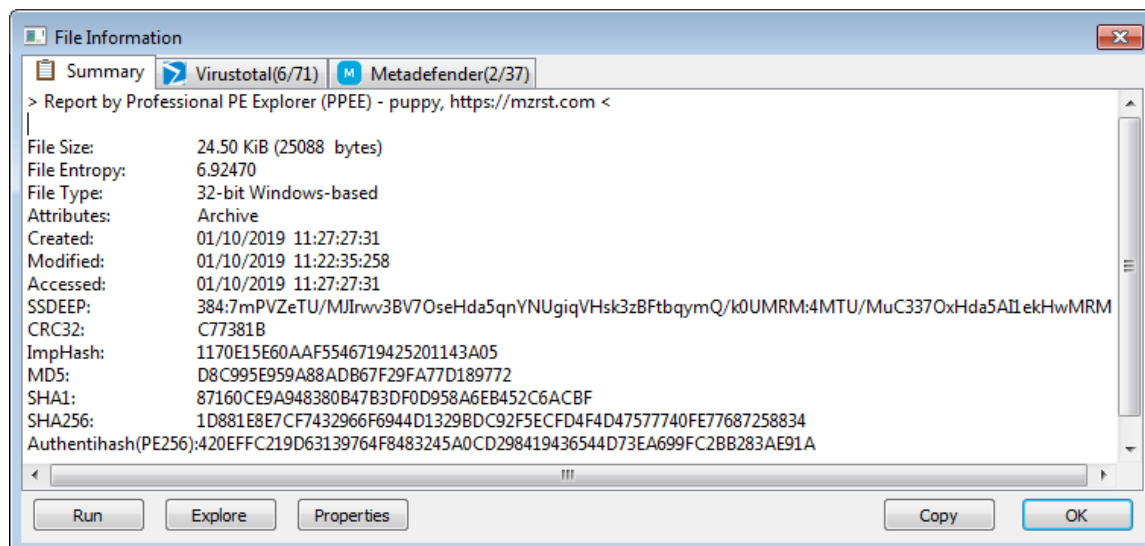 File Information
Summary Virustotal(6/71) M Metadefender(2/37)
> Report by Professional PE Explorer (PPEE) - puppy, https://mzrst.com <
File Size: 24.50 KiB (25088 bytes)
File Entropy: 6.92470
File Type: 32-bit Windows-based
Attributes: Archive
Created: 01/10/2019 11:27:27:31
Modified: 01/10/2019 11:22:35:258
Accessed: 01/10/2019 11:27:27:31
SSDEEP: 384:7mPVZeTU/MJIrwv3BV7OseHda5qnYNUgiqVHsk3zBFtbqymQ/k0UMRM:4MTU/MuC337OxHda5AI1ekHwMRM
CRC32: C77381B
ImpHash: 1170E15E60AAF5546719425201143A05
MD5: D8C995E959A88ADB67F29FA77D189772
SHA1: 87160CE9A948380B47B3DF0D958A6EB452C6ACBF
SHA256: 1D881E8E7CF7432966F6944D1329BDC92F5ECFD4F4D47577740FE77687258834
Authentihash(PE256):420EFFC219D63139764F8483245A0CD298419436544D73EA699FC2BB283AE91A
Run Explore Properties Copy OK